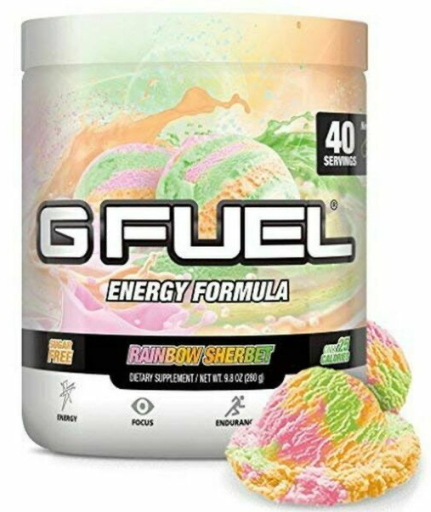 40
SERVINGS
G FUEL®
ENERGY FORMULA
SUGAR
FREE
RAINBOW SHERBET
25
CALORIES
DIETARY SUPPLEMENT / NET WT. 9.8 OZ (280 g)
ENERGY
FOCUS
ENDURANC